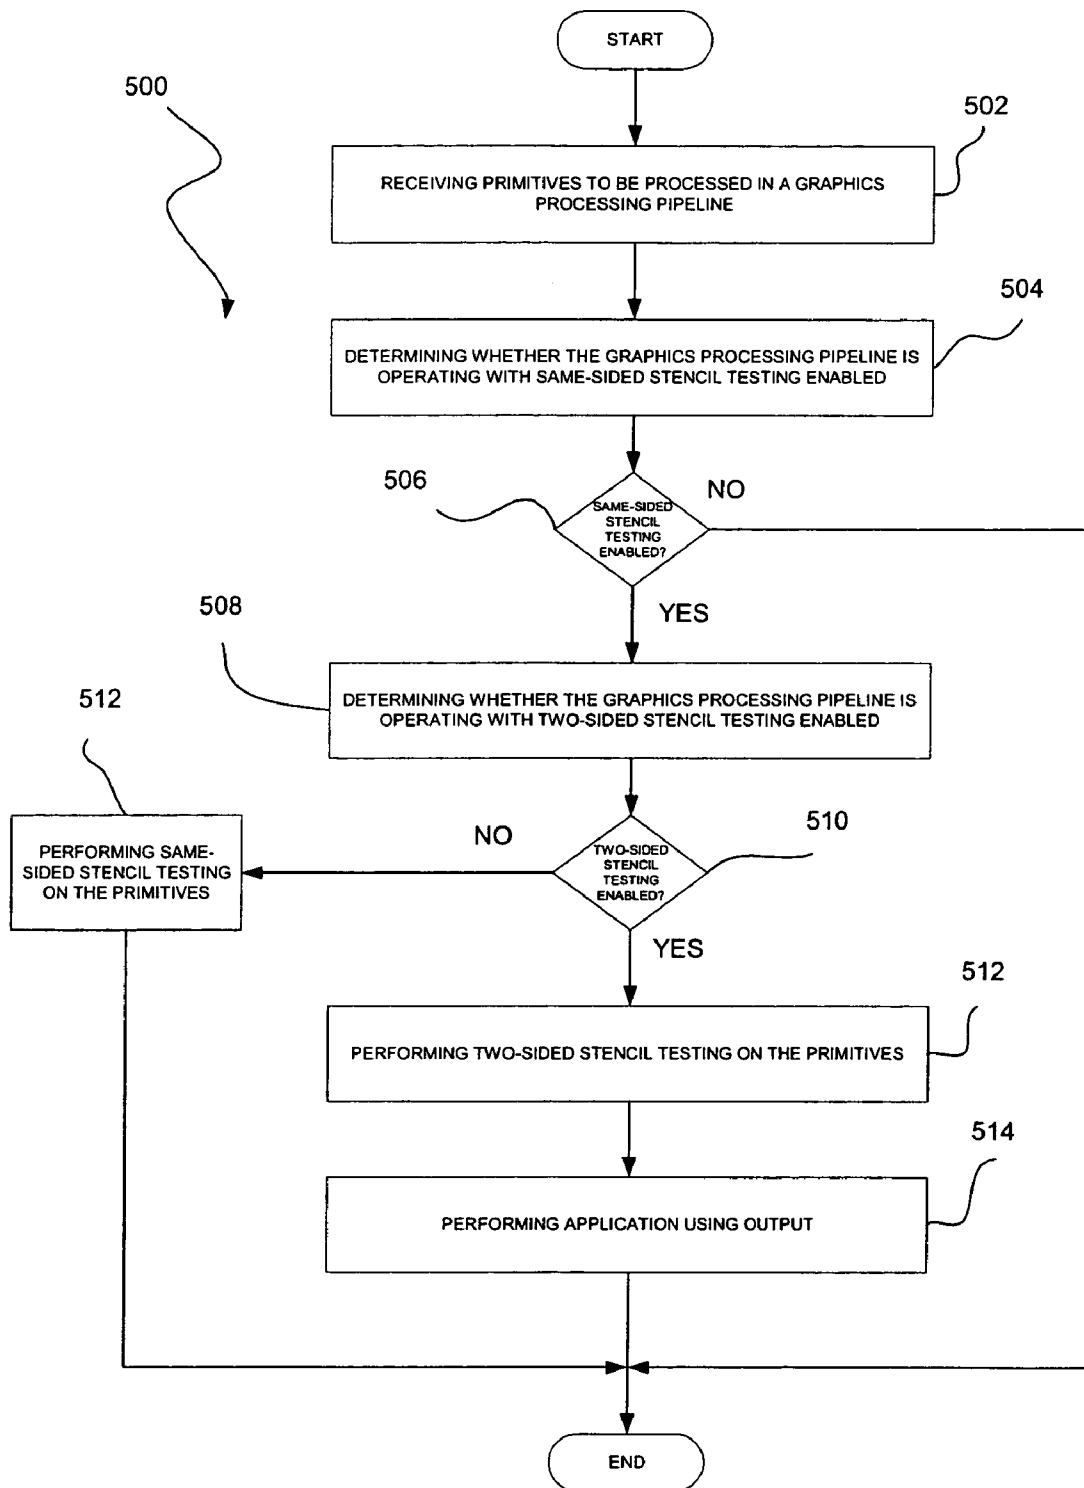 START
500
502
RECEIVING PRIMITIVES TO BE PROCESSED IN A GRAPHICS
PROCESSING PIPELINE
504
DETERMINING WHETHER THE GRAPHICS PROCESSING PIPELINE IS
OPERATING WITH SAME-SIDED STENCIL TESTING ENABLED
506
NO
SAME-SIDED
STENCIL
TESTING
ENABLED?
YES
508
DETERMINING WHETHER THE GRAPHICS PROCESSING PIPELINE IS
OPERATING WITH TWO-SIDED STENCIL TESTING ENABLED
512
PERFORMING SAME-
SIDED STENCIL TESTING
ON THE PRIMITIVES
NO
510
TWO-SIDED
STENCIL
TESTING
ENABLED?
YES
512
PERFORMING TWO-SIDED STENCIL TESTING ON THE PRIMITIVES
514
PERFORMING APPLICATION USING OUTPUT
END